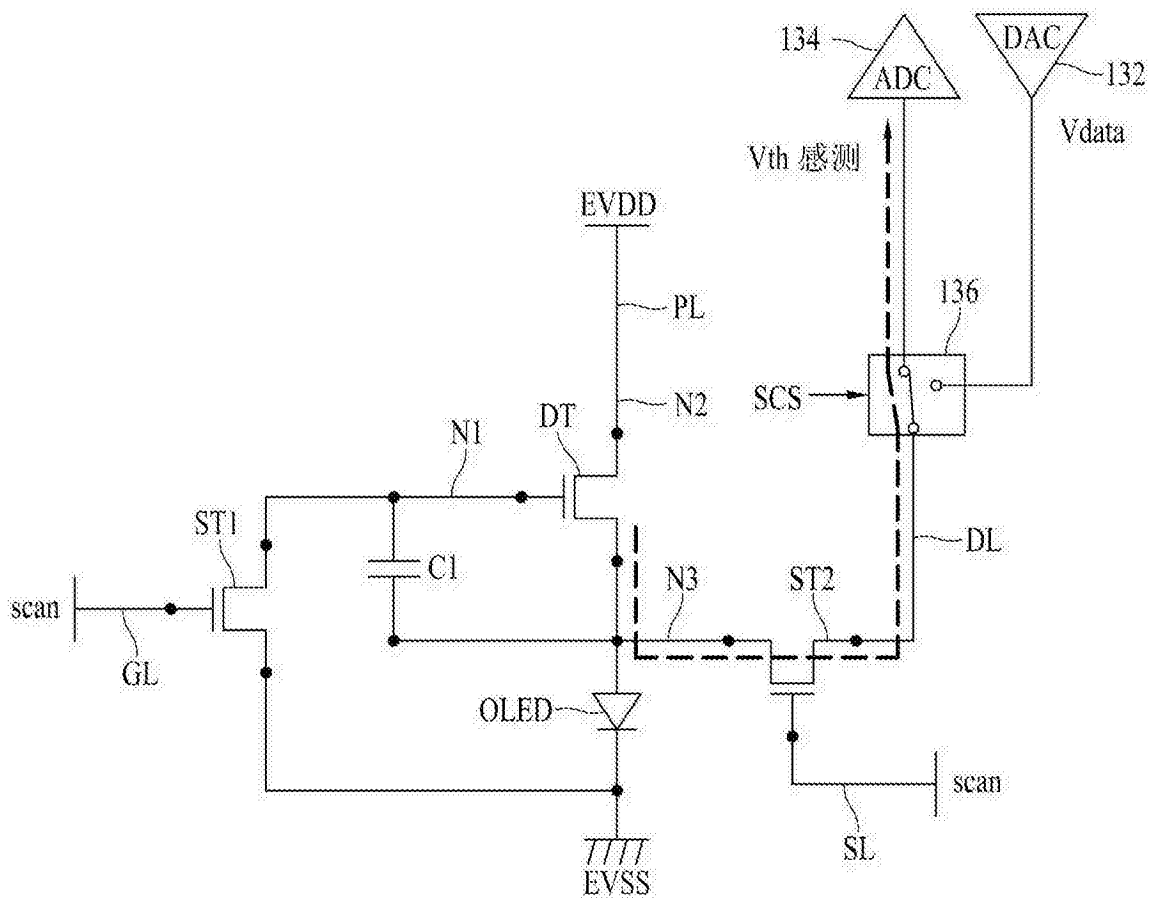 134
ADC
DAC
132
Vth 感测
Vdata
EVDD
PL
136
SCS
N2
DT
N1
ST1
C1
DL
scan
N3
ST2
GL
OLED
scan
SL
EVSS